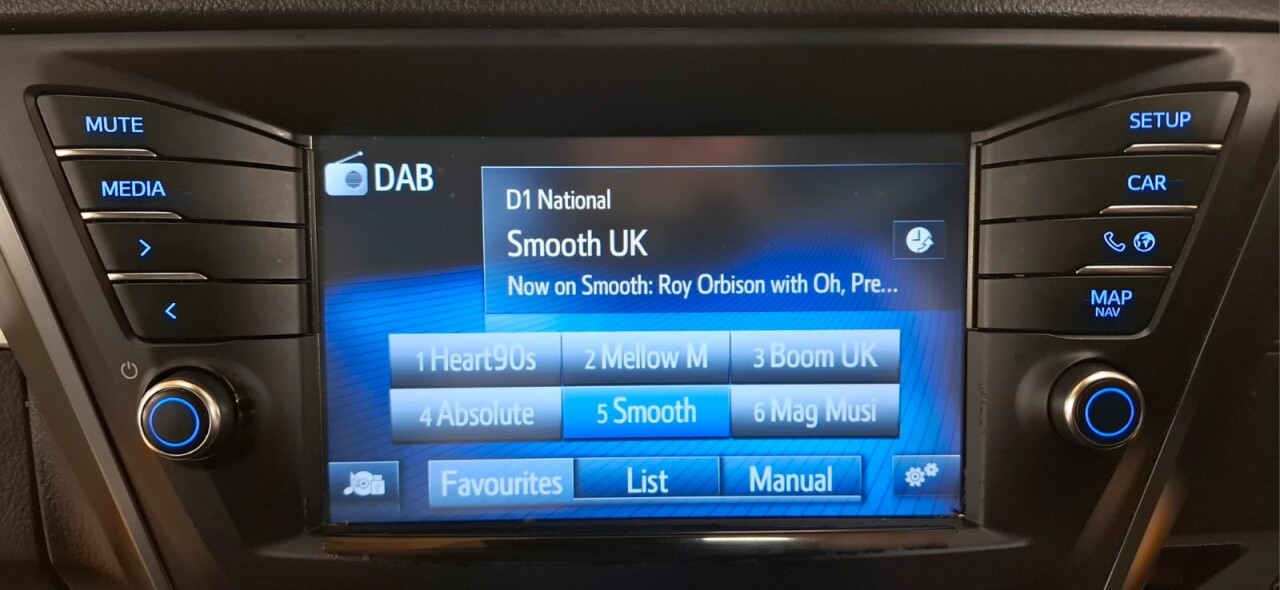 MUTE
MEDIA
>
<
DAB
D1 National
Smooth UK
Now on Smooth: Roy Orbison with Oh, Pre...
1 Heart90s
2 Mellow M
3 Boom UK
4 Absolute
5 Smooth
6 Mag Musi
Favourites
List
Manual
SETUP
CAR
MAP
NAV